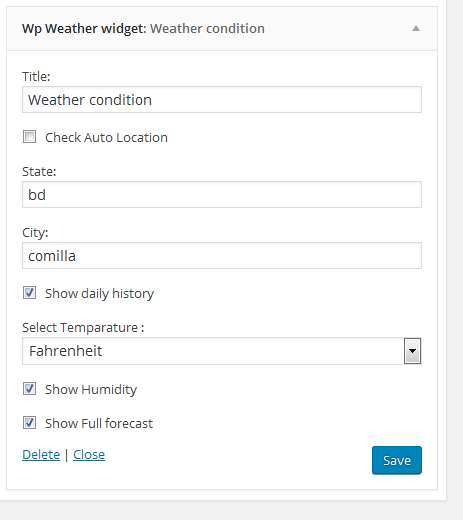 Wp Weather widget: Weather condition
Title:
Weather condition
Check Auto Location
State:
bd
City:
comilla
Show daily history
Select Temparature :
Fahrenheit
Show Humidity
Show Full forecast
Delete | Close
Save